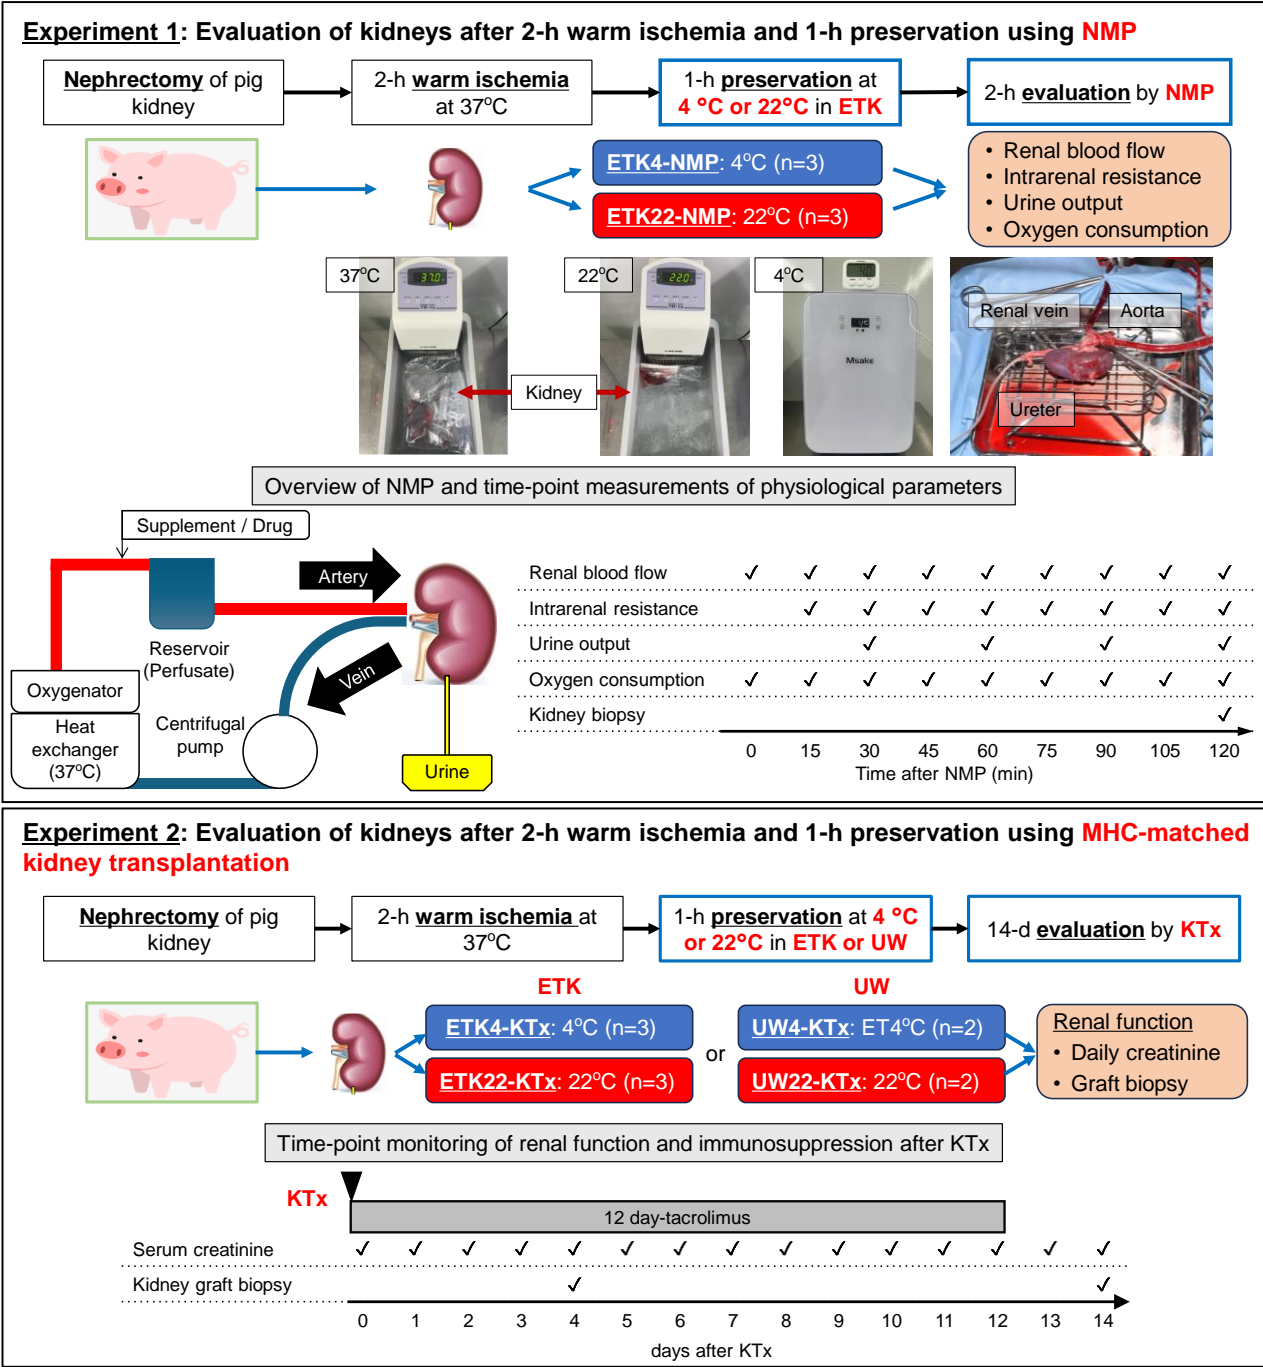 Experiment 1: Evaluation of kidneys after 2-h warm ischemia and 1-h preservation using NMP
Nephrectomy of pig
kidney
2-h warm ischemia
at 37°C
1-h preservation at
4 °C or 22°C in ETK
2-h evaluation by NMP
ETK4-NMP: 4°C (n=3)
ETK22-NMP: 22°C (n=3)
• Renal blood flow
• Intrarenal resistance
• Urine output
• Oxygen consumption
37°C
37.0
22°C
22.0
4°C
Msake
Kidney
Renal vein
Aorta
Ureter
Overview of NMP and time-point measurements of physiological parameters
Supplement / Drug
Artery
Reservoir
(Perfusate)
Vein
Oxygenator
Heat
exchanger
(37°C)
Centrifugal
pump
Urine
Renal blood flow ✓ ✓ ✓ ✓ ✓ ✓ ✓ ✓ ✓
Intrarenal resistance ✓ ✓ ✓ ✓ ✓ ✓ ✓ ✓
Urine output ✓ ✓ ✓ ✓
Oxygen consumption ✓ ✓ ✓ ✓ ✓ ✓ ✓ ✓ ✓
Kidney biopsy ✓
0 15 30 45 60 75 90 105 120
Time after NMP (min)
Experiment 2: Evaluation of kidneys after 2-h warm ischemia and 1-h preservation using MHC-matched
kidney transplantation
Nephrectomy of pig
kidney
2-h warm ischemia at
37°C
1-h preservation at 4 °C
or 22°C in ETK or UW
14-d evaluation by KTx
ETK
ETK4-KTx: 4°C (n=3)
ETK22-KTx: 22°C (n=3)
or
UW
UW4-KTx: ET4°C (n=2)
UW22-KTx: 22°C (n=2)
Renal function
• Daily creatinine
• Graft biopsy
Time-point monitoring of renal function and immunosuppression after KTx
KTx
12 day-tacrolimus
Serum creatinine ✓ ✓ ✓ ✓ ✓ ✓ ✓ ✓ ✓ ✓ ✓ ✓ ✓ ✓ ✓
Kidney graft biopsy ✓ ✓
0 1 2 3 4 5 6 7 8 9 10 11 12 13 14
days after KTx